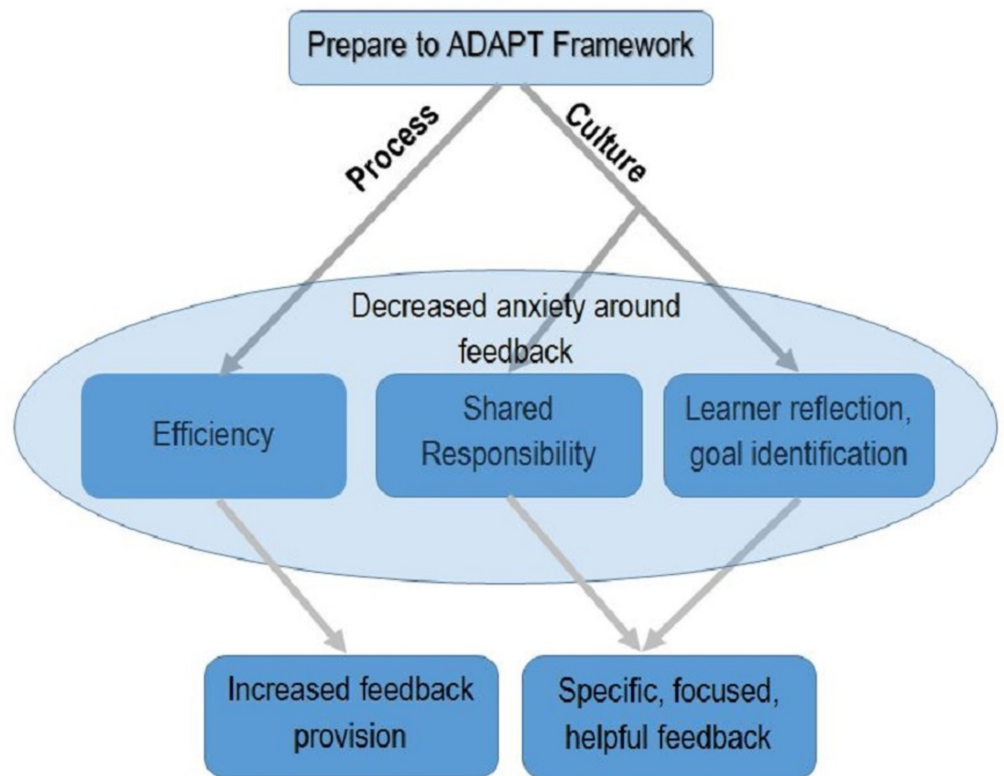 Prepare to ADAPT Framework
Process
Culture
Decreased anxiety around
feedback
Efficiency
Shared
Responsibility
Learner reflection,
goal identification
Increased feedback
provision
Specific, focused,
helpful feedback